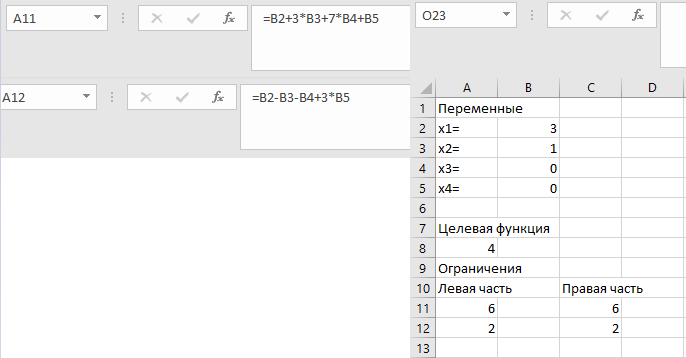 A11 fx =B2+3*B3+7*B4+B5
A12 fx =B2-B3-B4+3*B5
O23 fx
A B C D
1 Переменные
2 x1= 3
3 x2= 1
4 x3= 0
5 x4= 0
6
7 Целевая функция
8 4
9 Ограничения
10 Левая часть Правая часть
11 6 6
12 2 2
13